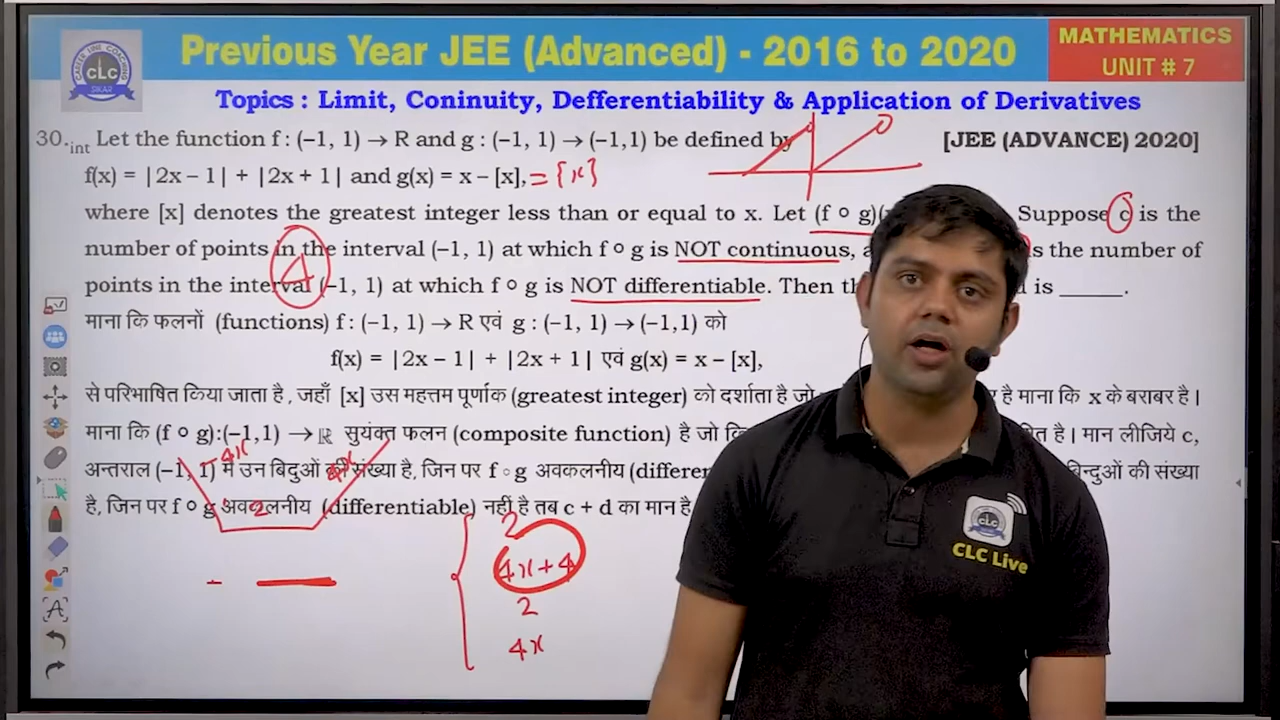 Previous Year JEE (Advanced) - 2016 to 2020
MATHEMATICS
UNIT # 7
CLC
SIKAR
Topics : Limit, Coninuity, Defferentiability & Application of Derivatives
30.int Let the function f : (–1, 1) → R and g : (–1, 1) → (–1,1) be defined by [JEE (ADVANCE) 2020]
f(x) = |2x – 1| + |2x + 1| and g(x) = x – [x], = {x}
where [x] denotes the greatest integer less than or equal to x. Let (f o g)( Suppose c is the
number of points in the interval (–1, 1) at which f o g is NOT continuous, s the number of
4
points in the interval (–1, 1) at which f o g is NOT differentiable. Then is ______.
माना कि फलनों (functions) f : (–1, 1) → R एवं g : (–1, 1) → (–1,1) को
f(x) = |2x – 1| + |2x + 1| एवं g(x) = x – [x],
से परिभाषित किया जाता है , जहाँ [x] उस महत्तम पूर्णाक (greatest integer) को दर्शाता है जो है माना कि x के बराबर है।
माना कि (f o g):(–1,1) → ℝ सुयंक्त फलन (composite function) है जो कि त है। मान लीजिये c,
-4x 4x
अन्तराल (–1, 1) में उन बिदुओं की संख्या है, जिन पर f o g अवकलनीय (differen बिन्दुओं की संख्या
है, जिन पर f o g अवकलनीय (differentiable) नहीं है तब c + d का मान है
2
2
4x+4
2
4x
CLC
CLC Live